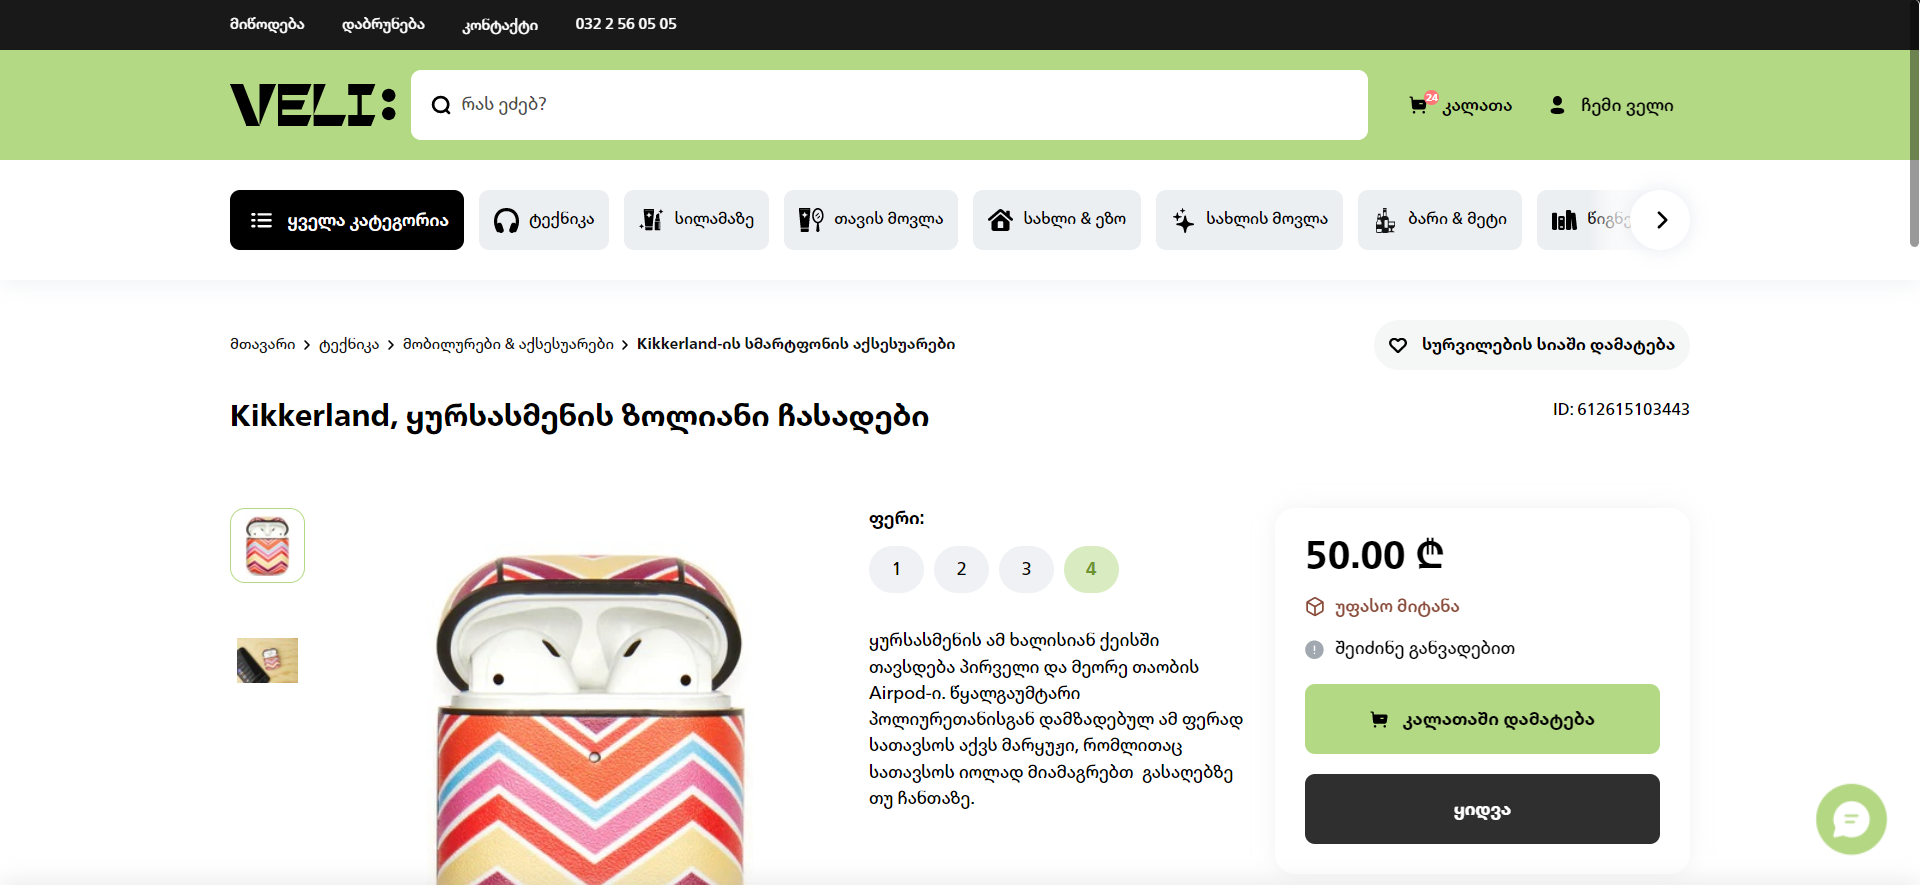 მიწოდება დაბრუნება კონტაქტი 032 2 56 05 05
VELI:
რას ეძებ?
24
კალათა
ჩემი ველი
ყველა კატეგორია
ტექნიკა
სილამაზე
თავის მოვლა
სახლი & ეზო
სახლის მოვლა
ბარი & მეტი
მთავარი > ტექნიკა > მობილურები & აქსესუარები > Kikkerland-ის სმარტფონის აქსესუარები
სურვილების სიაში დამატება
Kikkerland, ყურსასმენის ზოლიანი ჩასადები
ID: 612615103443
ფერი:
1 2 3 4
ყურსასმენის ამ ხალისიან ქეისში
თავსდება პირველი და მეორე თაობის
Airpod-ი. წყალგაუმტარი
პოლიურეთანისგან დამზადებულ ამ ფერად
სათავსოს აქვს მარყუჟი, რომლითაც
სათავსოს იოლად მიამაგრებთ გასაღებზე
თუ ჩანთაზე.
50.00 ₾
უფასო მიტანა
შეიძინე განვადებით
კალათაში დამატება
ყიდვა